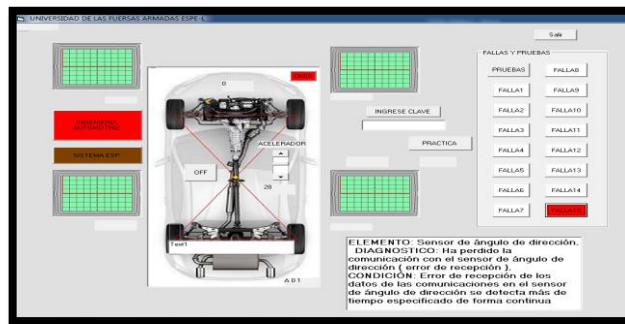 UNIVERSIDAD DE LAS FUERSAS ARMADAS ESPE-L
Salir
FALLAS Y PRUEBAS
PRUEBAS
FALLA8
FALLA1
FALLA9
FALLA2
FALLA10
FALLA3
FALLA11
FALLA4
FALLA12
FALLA5
FALLA13
FALLA6
FALLA14
FALLA7
0
INGRESE CLAVE
PRACTICA
INGENIERIA
AUTOMOTRIZ
SISTEMA ESP
ACELERADOR
OFF
28
Text1
A 0 1
ELEMENTO: Sensor de ángulo de dirección,
DIAGNOSTICO: Ha perdido la
comunicación con el sensor de ángulo de
dirección ( error de recepción ),
CONDICIÓN: Error de recepción de los
datos de las comunicaciones en el sensor
de ángulo de dirección se detecta más de
tiempo especificado de forma continua